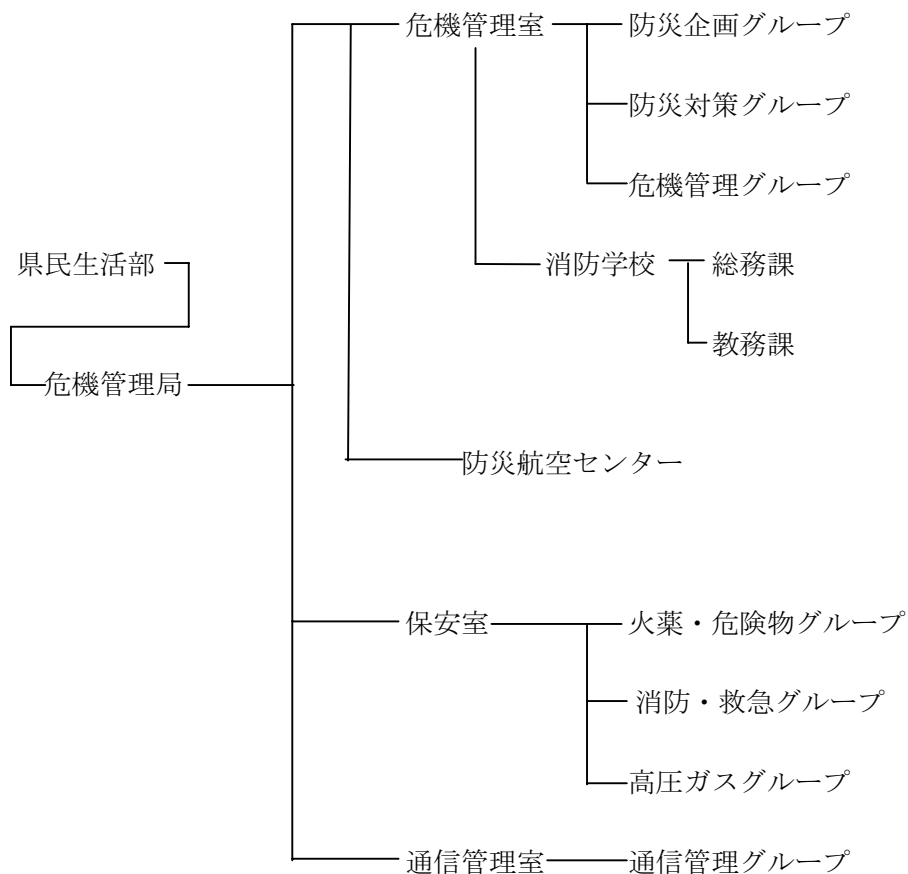 危機管理室
防災企画グループ
防災対策グループ
危機管理グループ
県民生活部
消防学校
総務課
教務課
危機管理局
防災航空センター
保安室
火薬・危険物グループ
消防・救急グループ
高圧ガスグループ
通信管理室
通信管理グループ